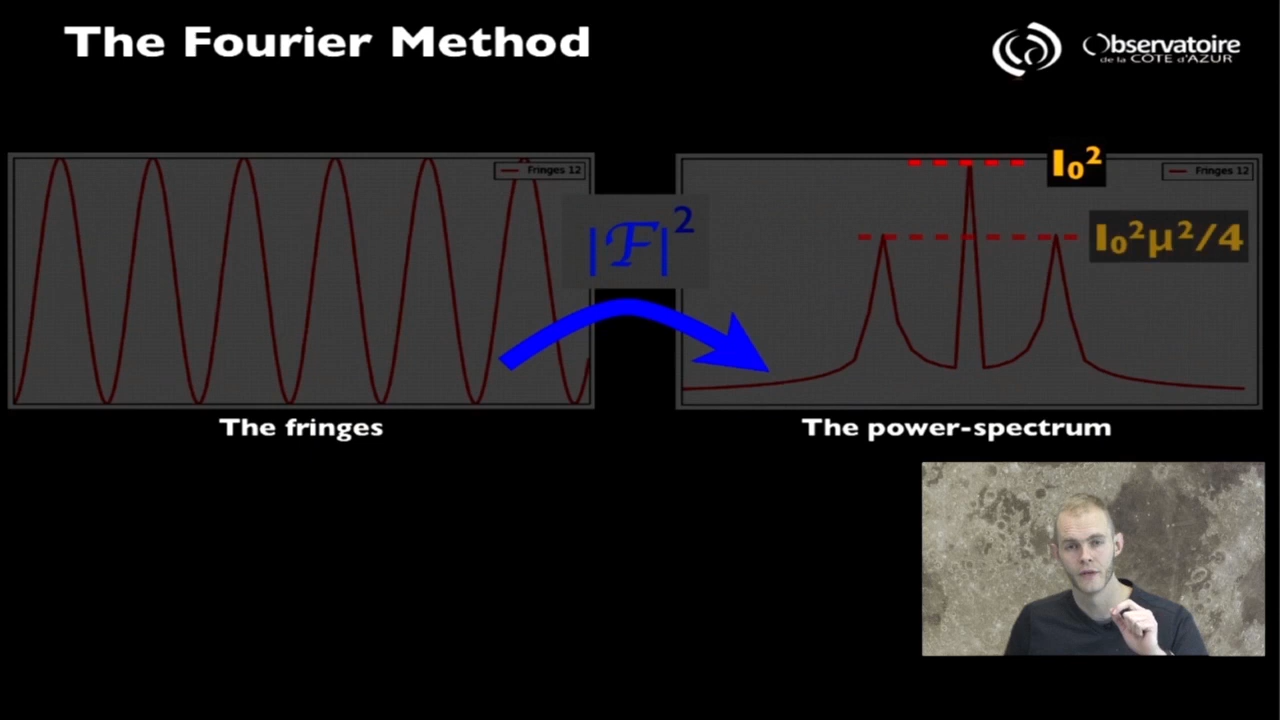 The Fourier Method
Observatoire
de la CÔTE d'AZUR
Fringes 12
|ℱ|²
I₀²
Fringes 12
I₀²μ²/4
The fringes
The power-spectrum